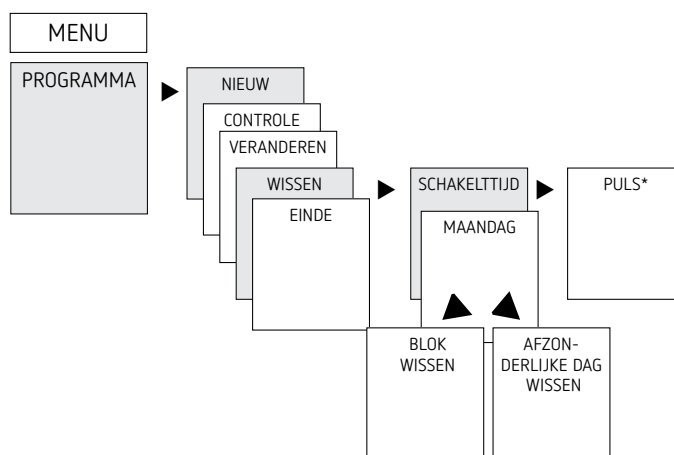 MENU
PROGRAMMA
NIEUW
CONTROLE
VERANDEREN
WISSEN
EINDE
SCHAKELTTIJD
MAANDAG
PULS*
BLOK
WISSEN
AFZON-
DERLIJKE DAG
WISSEN